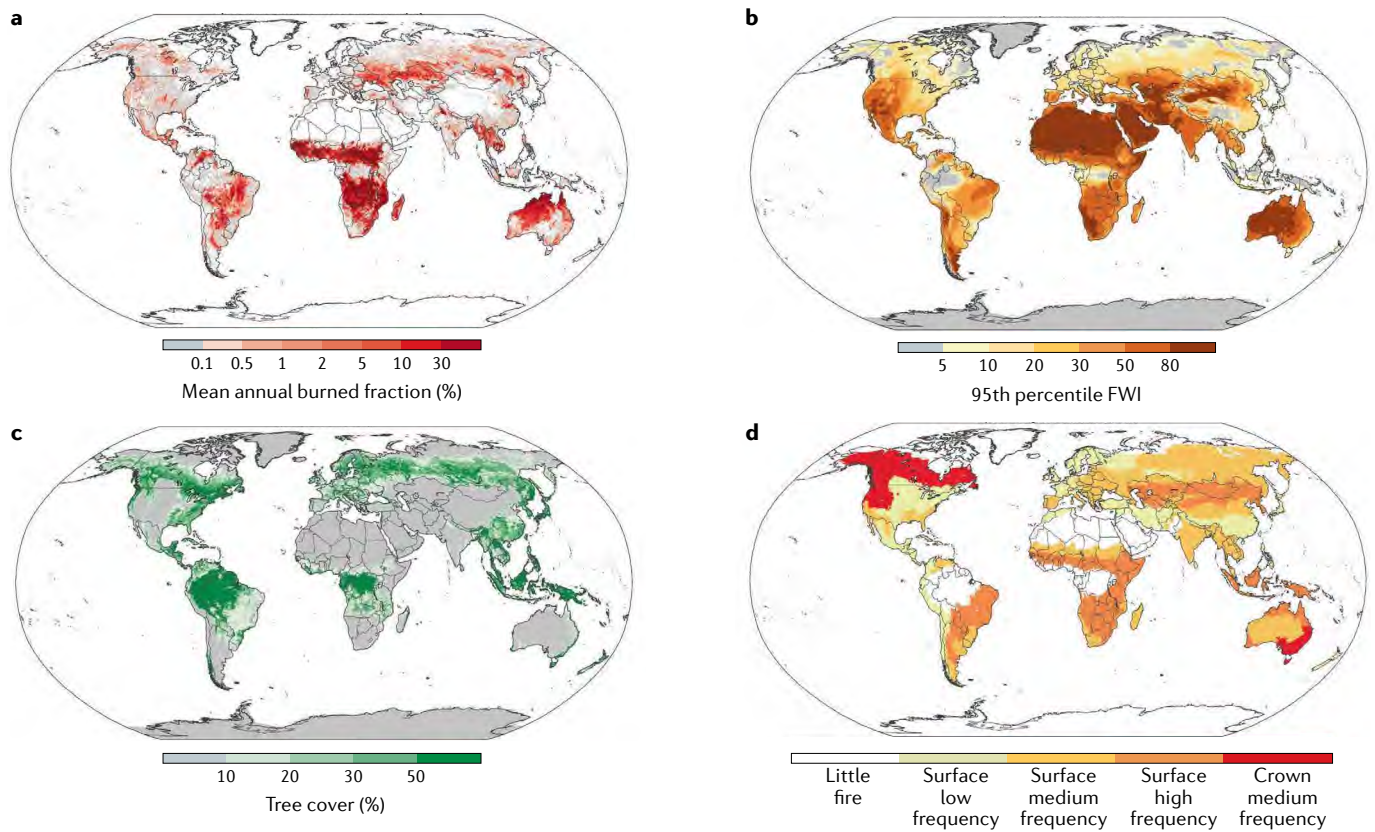 a
b
0.1 0.5 1 2 5 10 30
Mean annual burned fraction (%)
5 10 20 30 50 80
95th percentile FWI
c
d
10 20 30 50
Tree cover (%)
Little fire
Surface low frequency
Surface medium frequency
Surface high frequency
Crown medium frequency